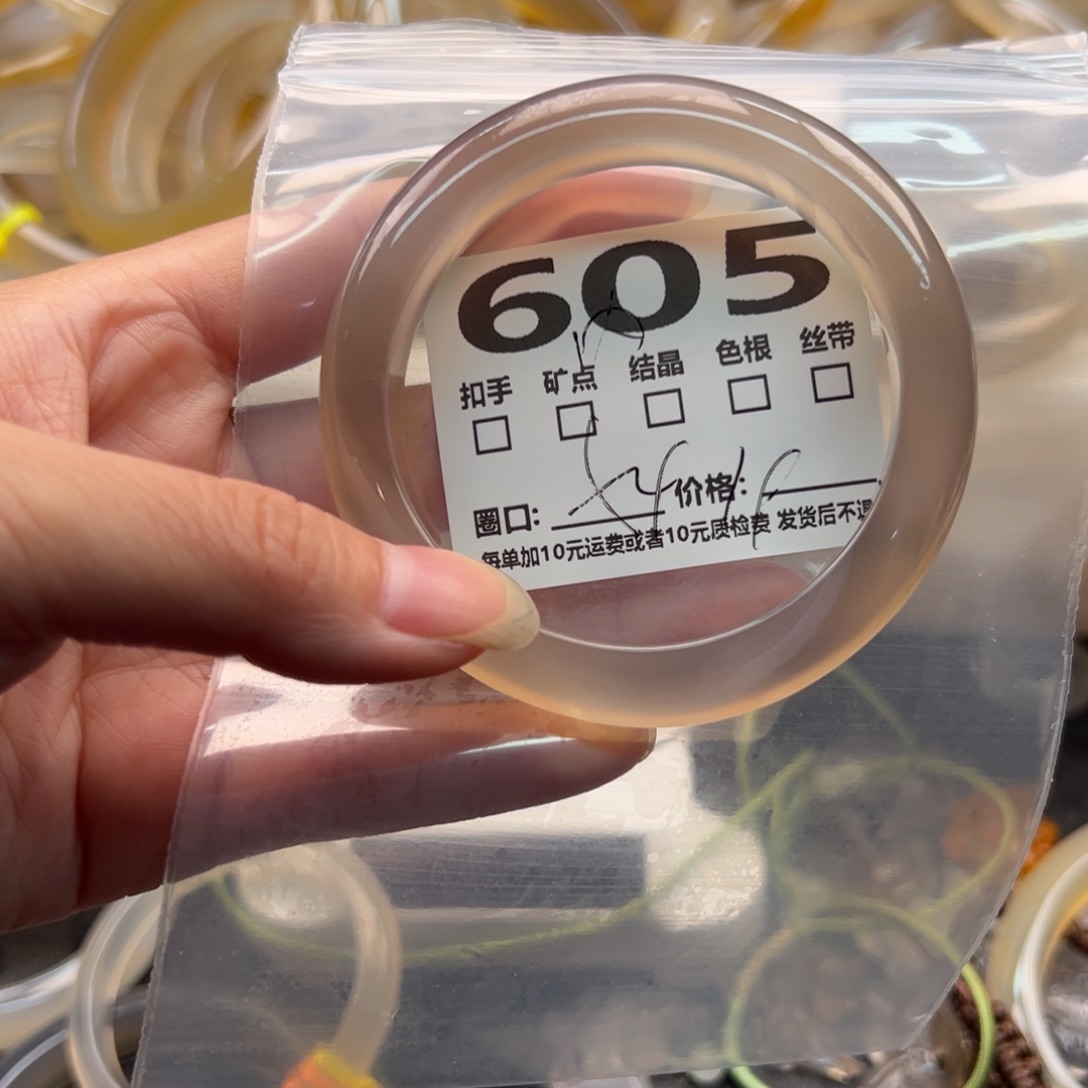 605
扣手 矿点 结晶 色根 丝带
圈口: 价格:
每单加10元运费或者10元质检费 发货后不退